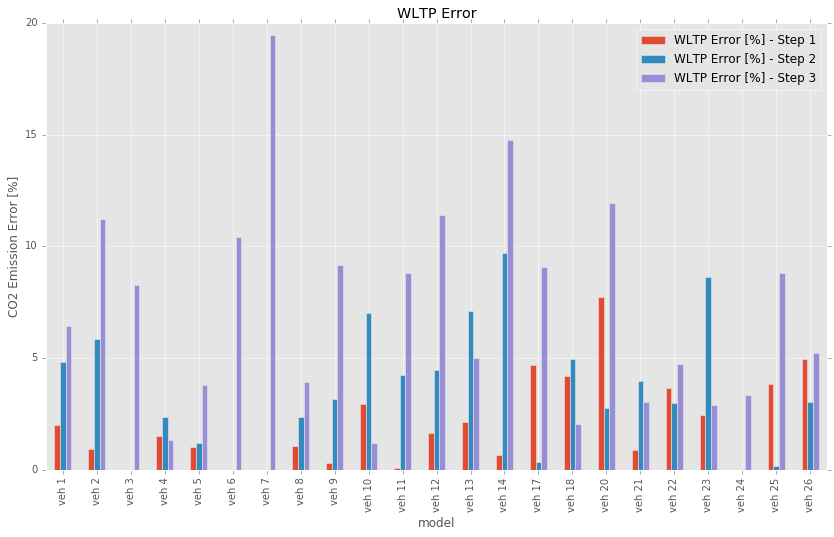 WLTP Error
20
15
10
5
0
CO2 Emission Error [%]
WLTP Error [%] - Step 1
WLTP Error [%] - Step 2
WLTP Error [%] - Step 3
veh 1
veh 2
veh 3
veh 4
veh 5
veh 6
veh 7
veh 8
veh 9
veh 10
veh 11
veh 12
veh 13
veh 14
veh 17
veh 18
veh 20
veh 21
veh 22
veh 23
veh 24
veh 25
veh 26
model